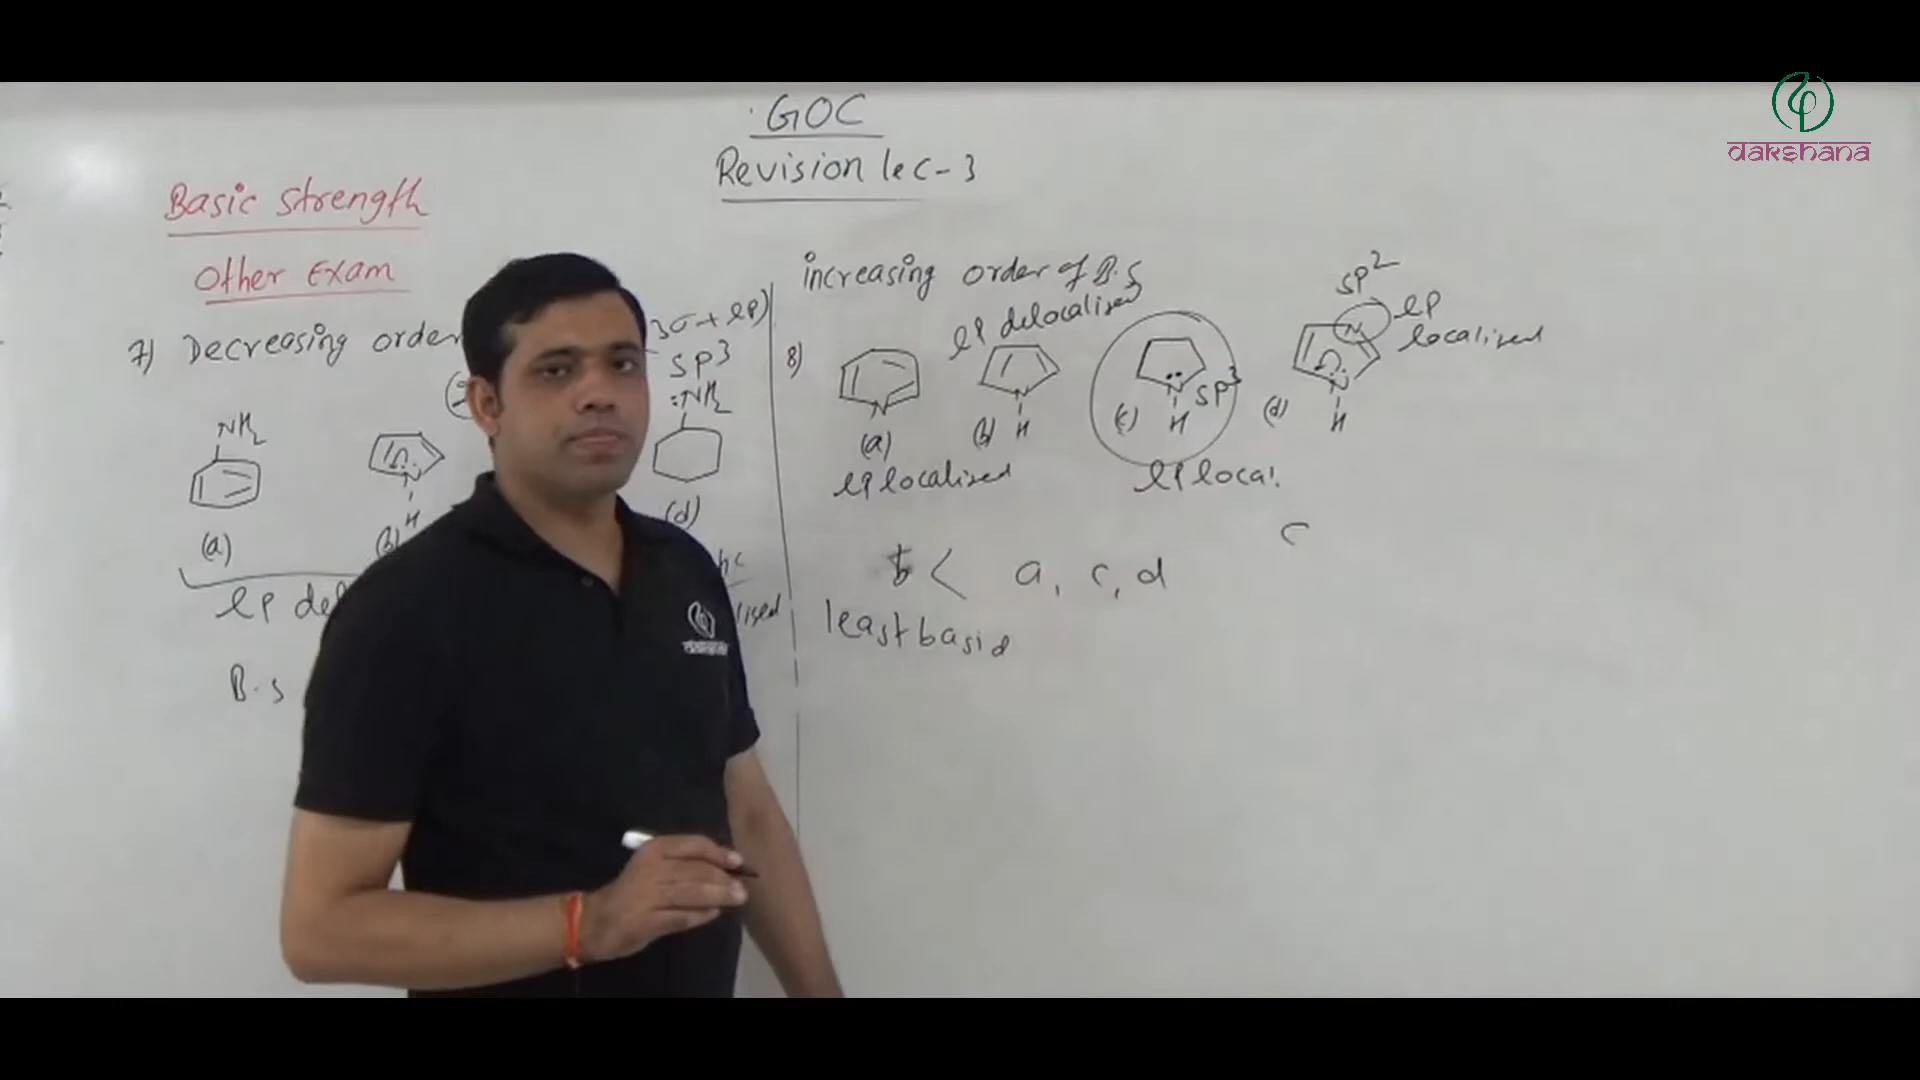 dakshana
GOC
Revision lec-3
Basic strength
Other Exam
7) Decreasing order
3σ + lp)
SP3
:NH2
NH2
(a)
H
(b)
(d)
lp del
B.S
increasing order of B.S
8)
lp delocalised
SP2
lp
localised
N
(a)
lp localised
N
H
(b)
N
SP3
H
(c)
lp local.
N
N
H
(d)
b < a, c, d
c
least basic